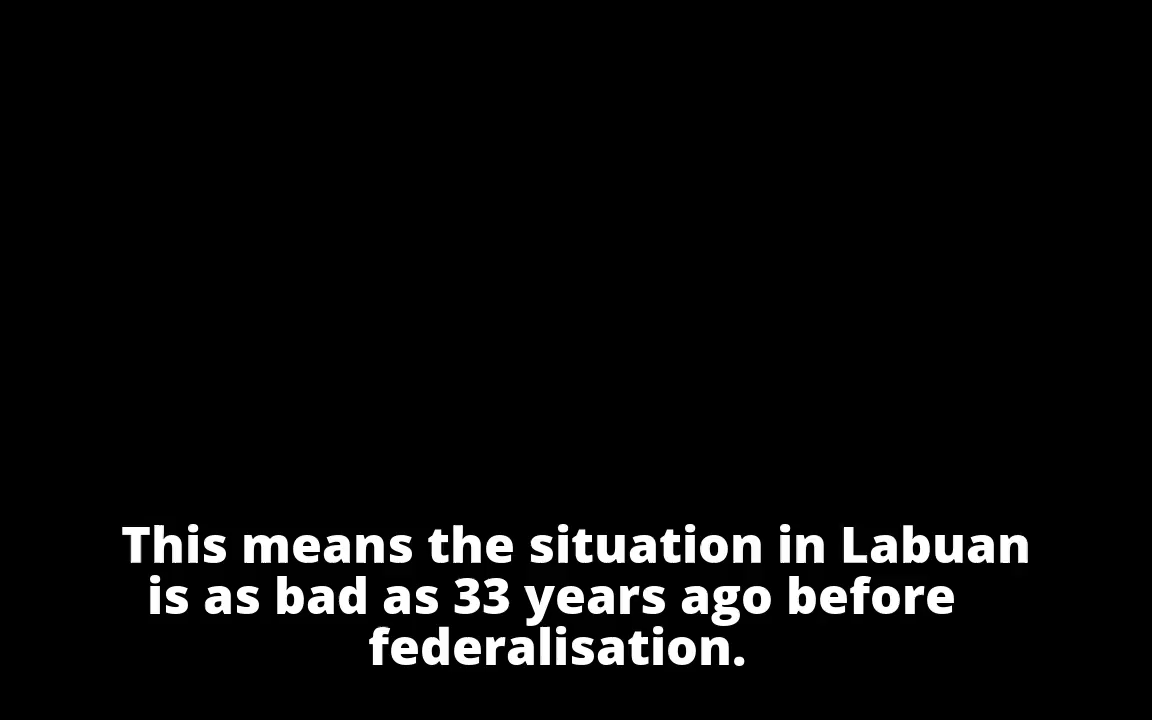 This means the situation in Labuan
is as bad as 33 years ago before
federalisation.